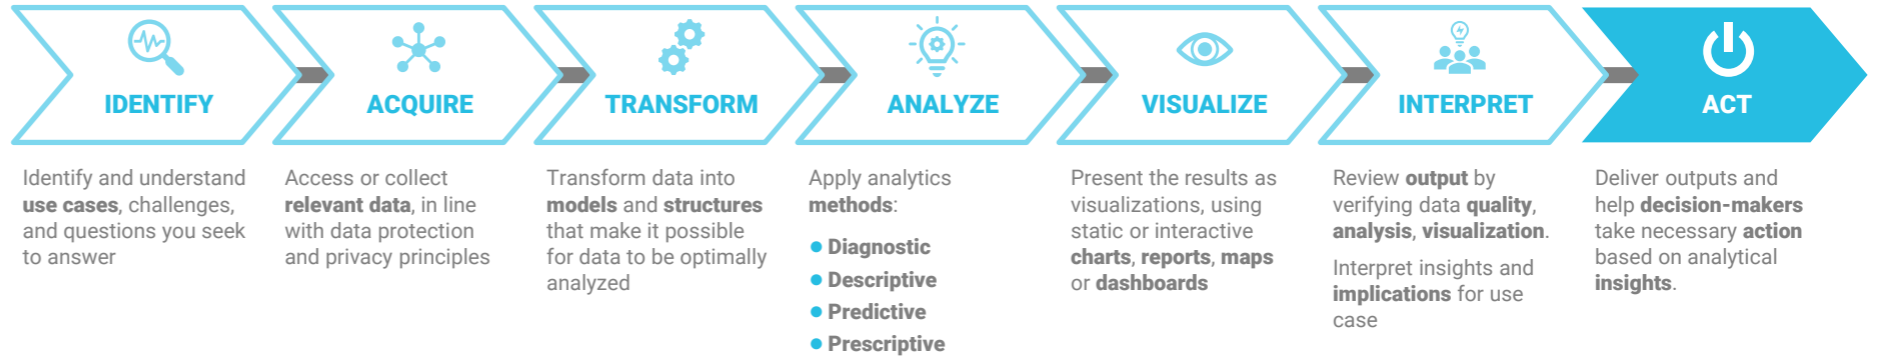 IDENTIFY
Identify and understand
use cases, challenges,
and questions you seek
to answer
ACQUIRE
Access or collect
relevant data, in line
with data protection
and privacy principles
TRANSFORM
Transform data into
models and structures
that make it possible
for data to be optimally
analyzed
ANALYZE
Apply analytics
methods:
• Diagnostic
• Descriptive
• Predictive
• Prescriptive
VISUALIZE
Present the results as
visualizations, using
static or interactive
charts, reports, maps
or dashboards
INTERPRET
Review output by
verifying data quality,
analysis, visualization.
Interpret insights and
implications for use
case
ACT
Deliver outputs and
help decision-makers
take necessary action
based on analytical
insights.